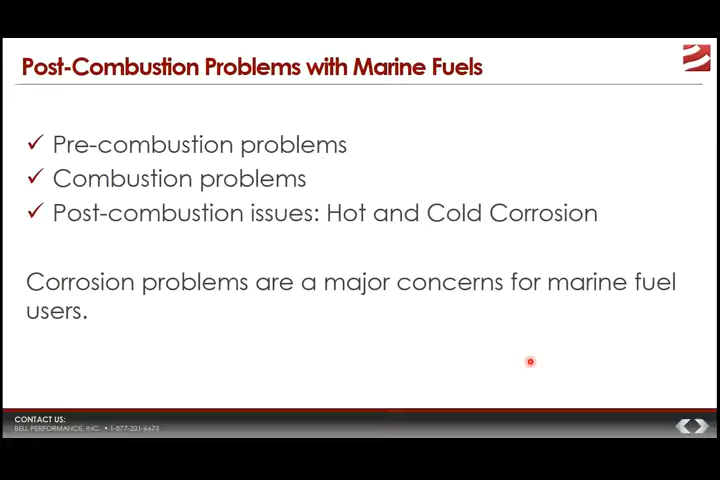 Post-Combustion Problems with Marine Fuels
Pre-combustion problems
Combustion problems
Post-combustion issues: Hot and Cold Corrosion
Corrosion problems are a major concerns for marine fuel
users.
CONTACT US:
BELL PERFORMANCE, INC. • 1-877-231-6673